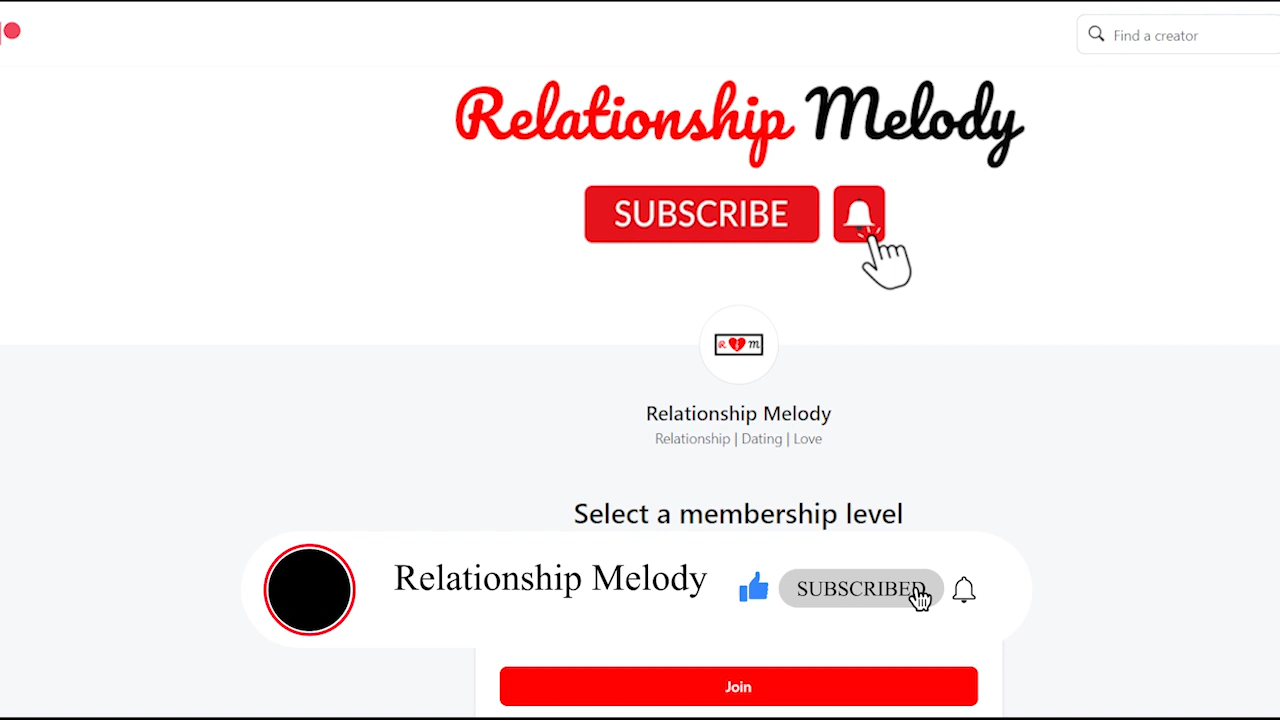 Find a creator
Relationship Melody
SUBSCRIBE
R M
Relationship Melody
Relationship | Dating | Love
Select a membership level
Relationship Melody
SUBSCRIBED
Join